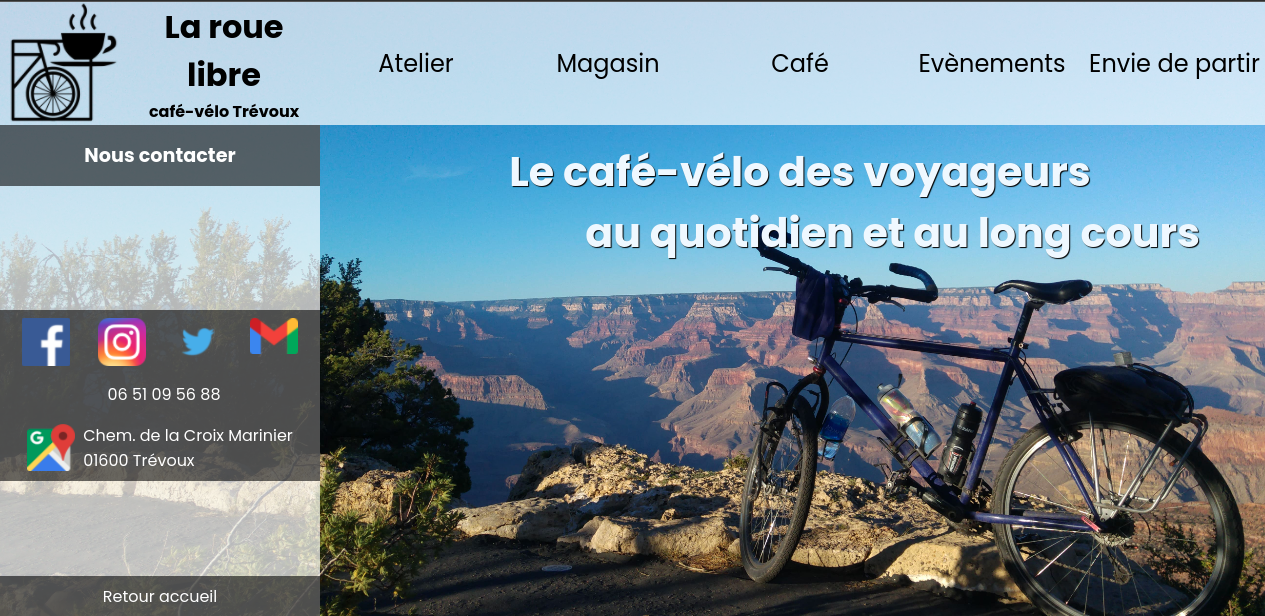 La roue
libre
café-vélo Trévoux
Atelier
Magasin
Café
Evènements
Envie de partir
Nous contacter
06 51 09 56 88
Chem. de la Croix Marinier
01600 Trévoux
Retour accueil
Le café-vélo des voyageurs
au quotidien et au long cours